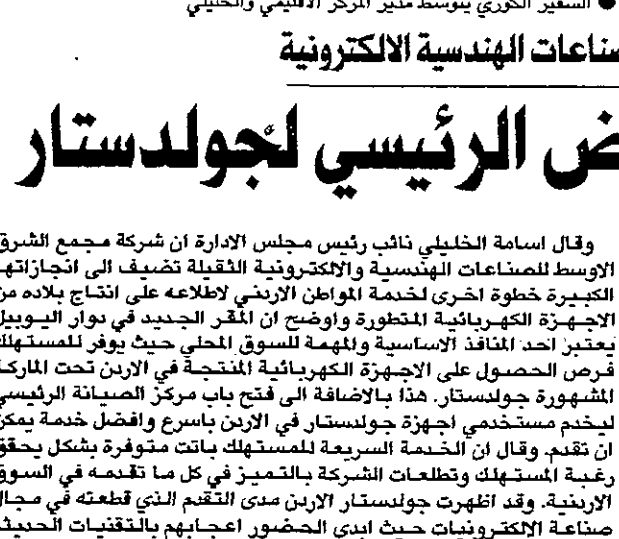 ● السفير الكوري يتوسط مدير المركز الاقليمي والخليلي
صناعات الهندسية الالكترونية
ض الرئيسي لجولدستار
وقال اسامة الخليلي نائب رئيس مجلس الادارة ان شركة مجمع الشرق
الاوسط للصناعات الهندسية والالكترونية الثقيلة تضيف الى انجازاتها
الكبيرة خطوة اخرى لخدمة المواطن الاردني لاطلاعه على انتاج بلاده من
الاجهزة الكهربائية المتطورة واوضح ان المقر الجديد في دوار اليوبيل
يعتبر احد المنافذ الاساسية والمهمة للسوق المحلي حيث يوفر للمستهلك
فرص الحصول على الاجهزة الكهربائية المنتجة في الاردن تحت الماركة
المشهورة جولدستار. هذا بالاضافة الى فتح باب مركز الصيانة الرئيسي
ليخدم مستخدمي اجهزة جولدستار في الاردن باسرع وافضل خدمة يمكن
ان تقدم. وقال ان الخدمة السريعة للمستهلك باتت متوفرة بشكل يحقق
رغبة المستهلك وتطلعات الشركة بالتميز في كل ما تقدمه في السوق
الاردنية. وقد اظهرت جولدستار الاردن مدى التقدم الذي قطعته في مجال
صناعة الالكترونيات حيث ابدى الحضور اعجابهم بالتقنيات الحديثة